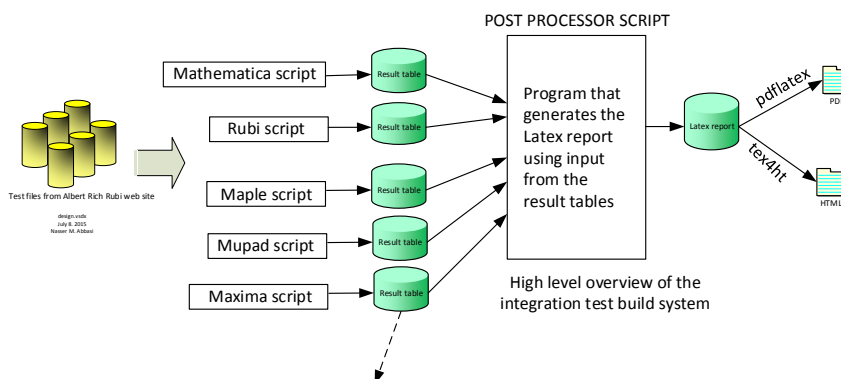 POST PROCESSOR SCRIPT
Mathematica script
Result table
Rubi script
Result table
Maple script
Result table
Mupad script
Result table
Maxima script
Result table
Test files from Albert Rich Rubi web site
design.vsdx
July 8. 2015
Nasser M. Abbasi
Program that
generates the
Latex report
using input
from the
result tables
High level overview of the
integration test build system
Latex report
pdflatex
tex4ht
PD
HTML